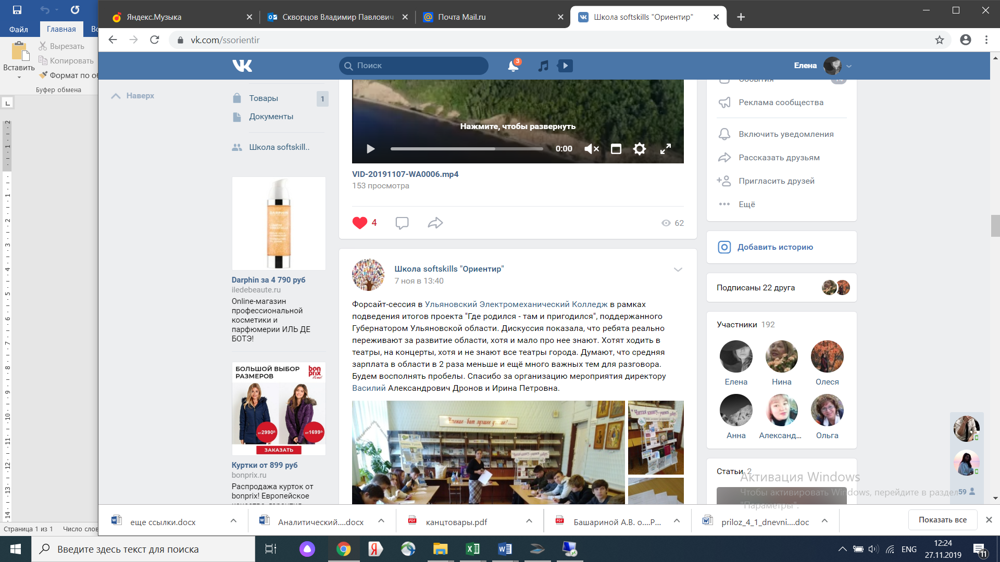 Файл
Главная
Вс
Вырезать
Копировать
Формат по об
Вставить
Буфер обмена
Яндекс.Музыка
Скворцов Владимир Павлович
Почта Mail.ru
Школа softskills "Ориентир"
vk.com/ssorientir
Поиск
3
Елена
Наверх
Товары
1
Документы
Школа softskill..
DARPHIN
Darphin за 4 790 руб
iledebeaute.ru
Online-магазин
профессиональной
косметики и
парфюмерии ИЛЬ ДЕ
БОТЭ!
БОЛЬШОЙ ВЫБОР
РАЗМЕРОВ
bon
prix
it's me!
от2990р.
от1699р.
ЗАКАЗАТЬ
Куртки от 899 руб
bonprix.ru
Распродажа курток от
bonprix! Европейское
Нажмите, чтобы развернуть
0:00
VID-20191107-WA0006.mp4
153 просмотра
4
62
Школа softskills "Ориентир"
7 ноя в 13:40
Форсайт-сессия в Ульяновский Электромеханический Колледж в рамках
подведения итогов проекта "Где родился - там и пригодился", поддержанного
Губернатором Ульяновской области. Дискуссия показала, что ребята реально
переживают за развитие области, хотя и мало про нее знают. Хотят ходить в
театры, на концерты, хотя и не знают все театры города. Думают, что средняя
зарплата в области в 2 раза меньше и ещё много важных тем для разговора.
Будем восполнять пробелы. Спасибо за организацию мероприятия директору
Василий Александрович Дронов и Ирина Петровна.
Чтение - вот лучшее учение!
"Читая книгу-
События
14
Реклама сообщества
Включить уведомления
Рассказать друзьям
Пригласить друзей
Ещё
Добавить историю
Подписаны 22 друга
Участники 192
Елена
Нина
Олеся
Анна
Александ...
Ольга
Статьи 2
Активация Windows
Чтобы активировать Windows, перейдите в раздел
"Параметры".
59
еще ссылки.docx
Аналитический....docx
канцтовары.pdf
Башариной А.В. о....P...
priloz_4_1_dnevni....doc
Показать все
Страница 1 из 1
Число слов
Введите здесь текст для поиска
ENG
12:24
27.11.2019
11